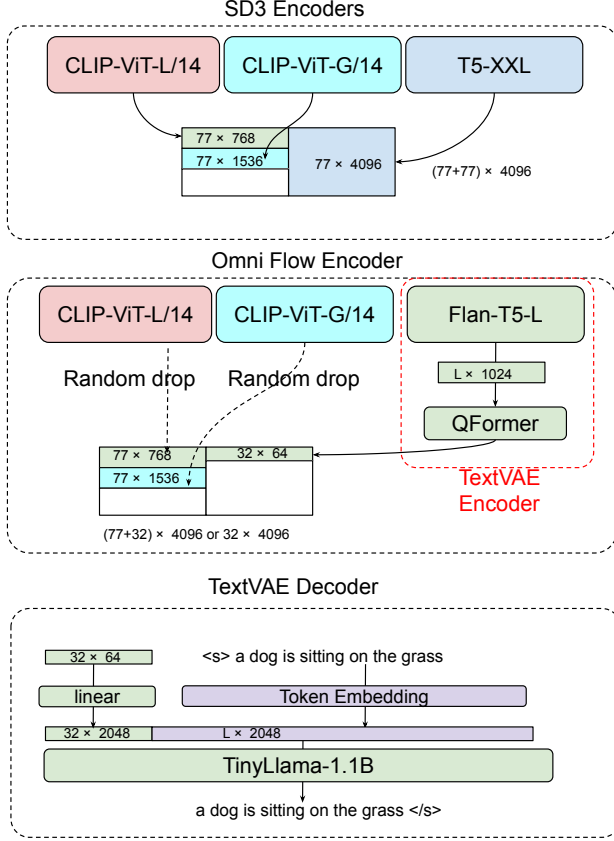 SD3 Encoders
CLIP-ViT-L/14
CLIP-ViT-G/14
T5-XXL
77 × 768
77 × 1536
77 × 4096
(77+77) × 4096
Omni Flow Encoder
CLIP-ViT-L/14
CLIP-ViT-G/14
Flan-T5-L
Random drop
Random drop
L × 1024
QFormer
77 × 768
32 × 64
77 × 1536
TextVAE
Encoder
(77+32) × 4096 or 32 × 4096
TextVAE Decoder
32 × 64
<s> a dog is sitting on the grass
linear
Token Embedding
32 × 2048
L × 2048
TinyLlama-1.1B
a dog is sitting on the grass </s>